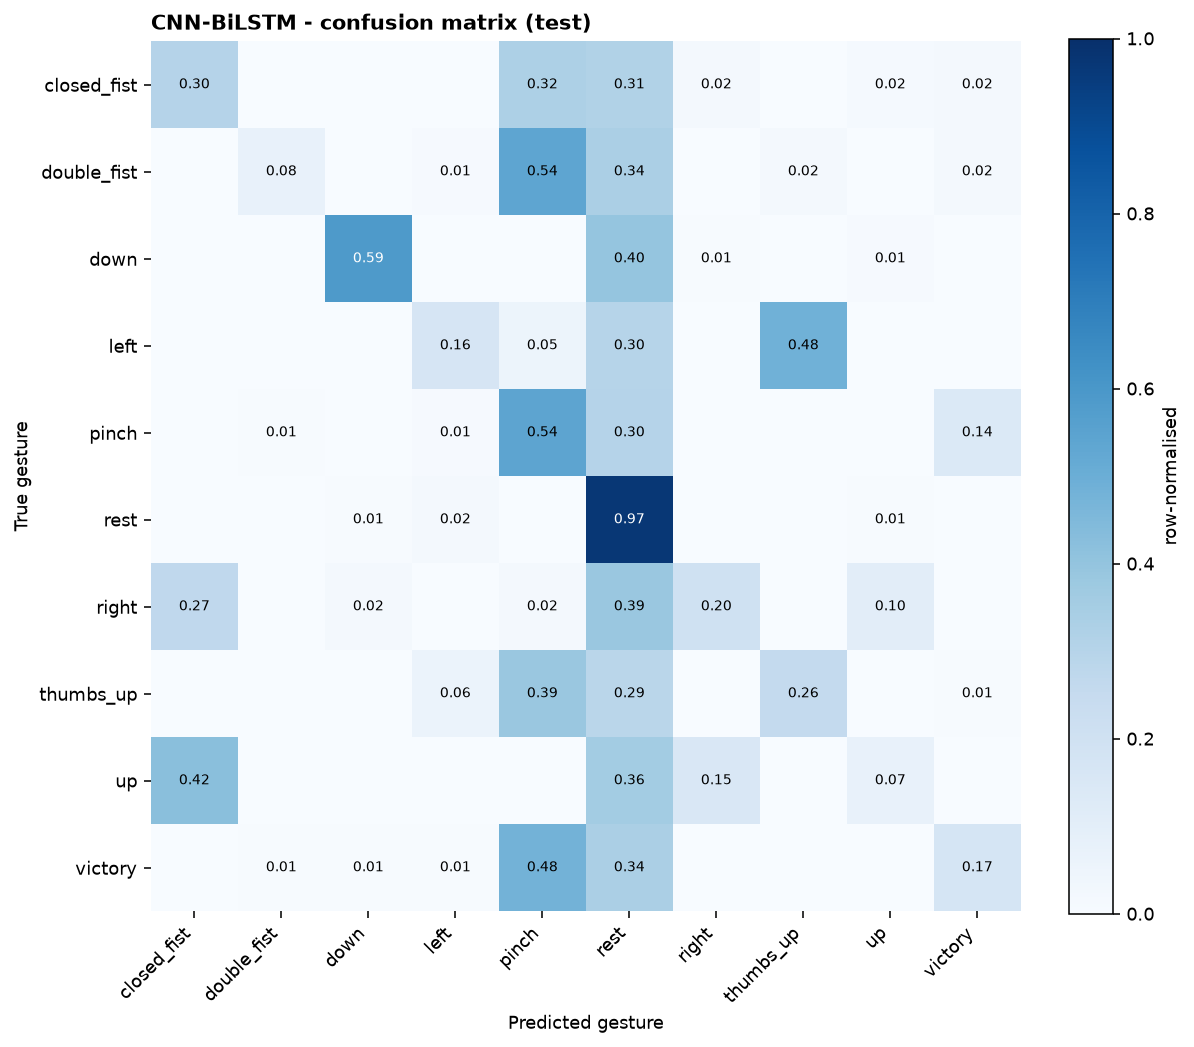 CNN-BiLSTM - confusion matrix (test)
True gesture
closed_fist 0.30 0.32 0.31 0.02 0.02 0.02
double_fist 0.08 0.01 0.54 0.34 0.02 0.02
down 0.59 0.40 0.01 0.01
left 0.16 0.05 0.30 0.48
pinch 0.01 0.01 0.54 0.30 0.14
rest 0.01 0.02 0.97 0.01
right 0.27 0.02 0.02 0.39 0.20 0.10
thumbs_up 0.06 0.39 0.29 0.26 0.01
up 0.42 0.36 0.15 0.07
victory 0.01 0.01 0.01 0.48 0.34 0.17
closed_fist double_fist down left pinch rest right thumbs_up up victory
Predicted gesture
1.0
0.8
0.6
0.4
0.2
0.0
row-normalised